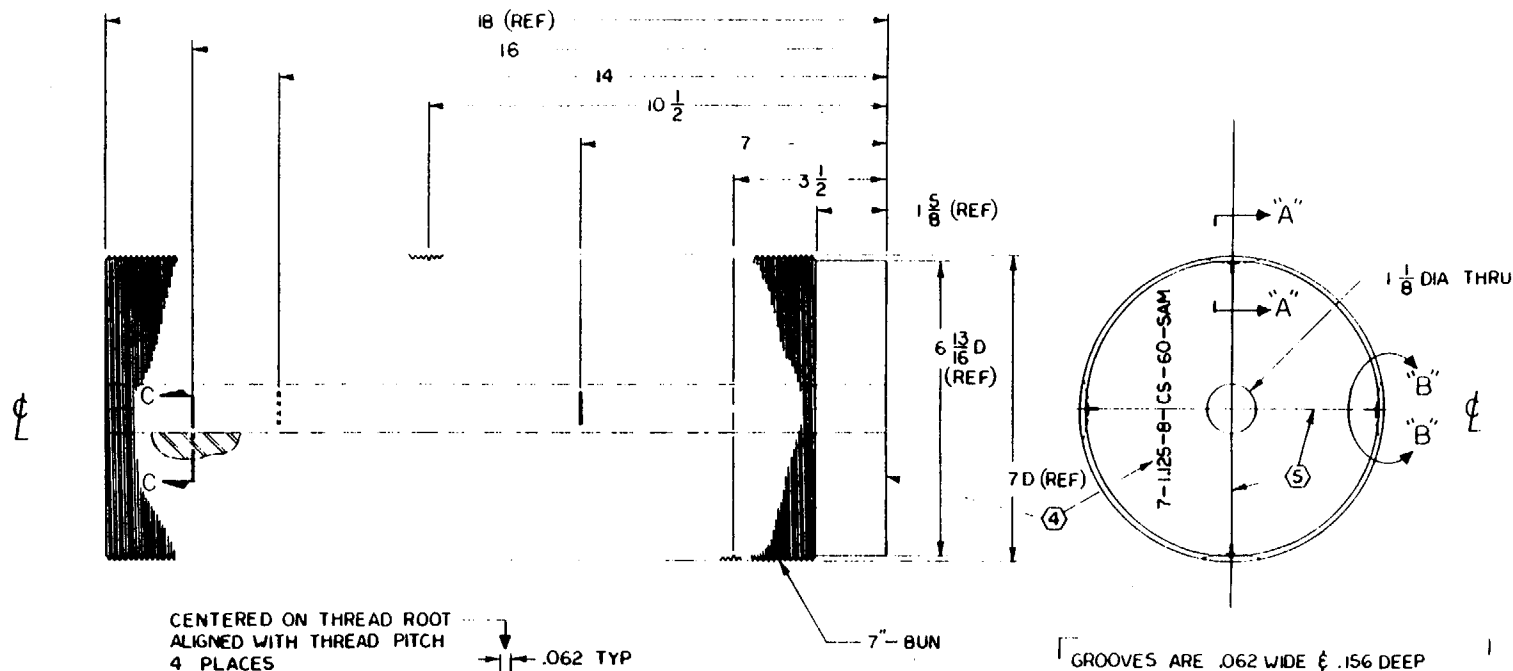 18 (REF)
16
14
10 1/2
7
3 1/2
1 5/8 (REF)
"A"
"A"
1 1/8 DIA THRU
6 13/16 D
(REF)
7-1.125-8-CS-60-SAM
"B"
"B"
℄
℄
C
C
7 D (REF)
4
5
7"-BUN
CENTERED ON THREAD ROOT
ALIGNED WITH THREAD PITCH
4 PLACES
.062 TYP
GROOVES ARE .062 WIDE & .156 DEEP